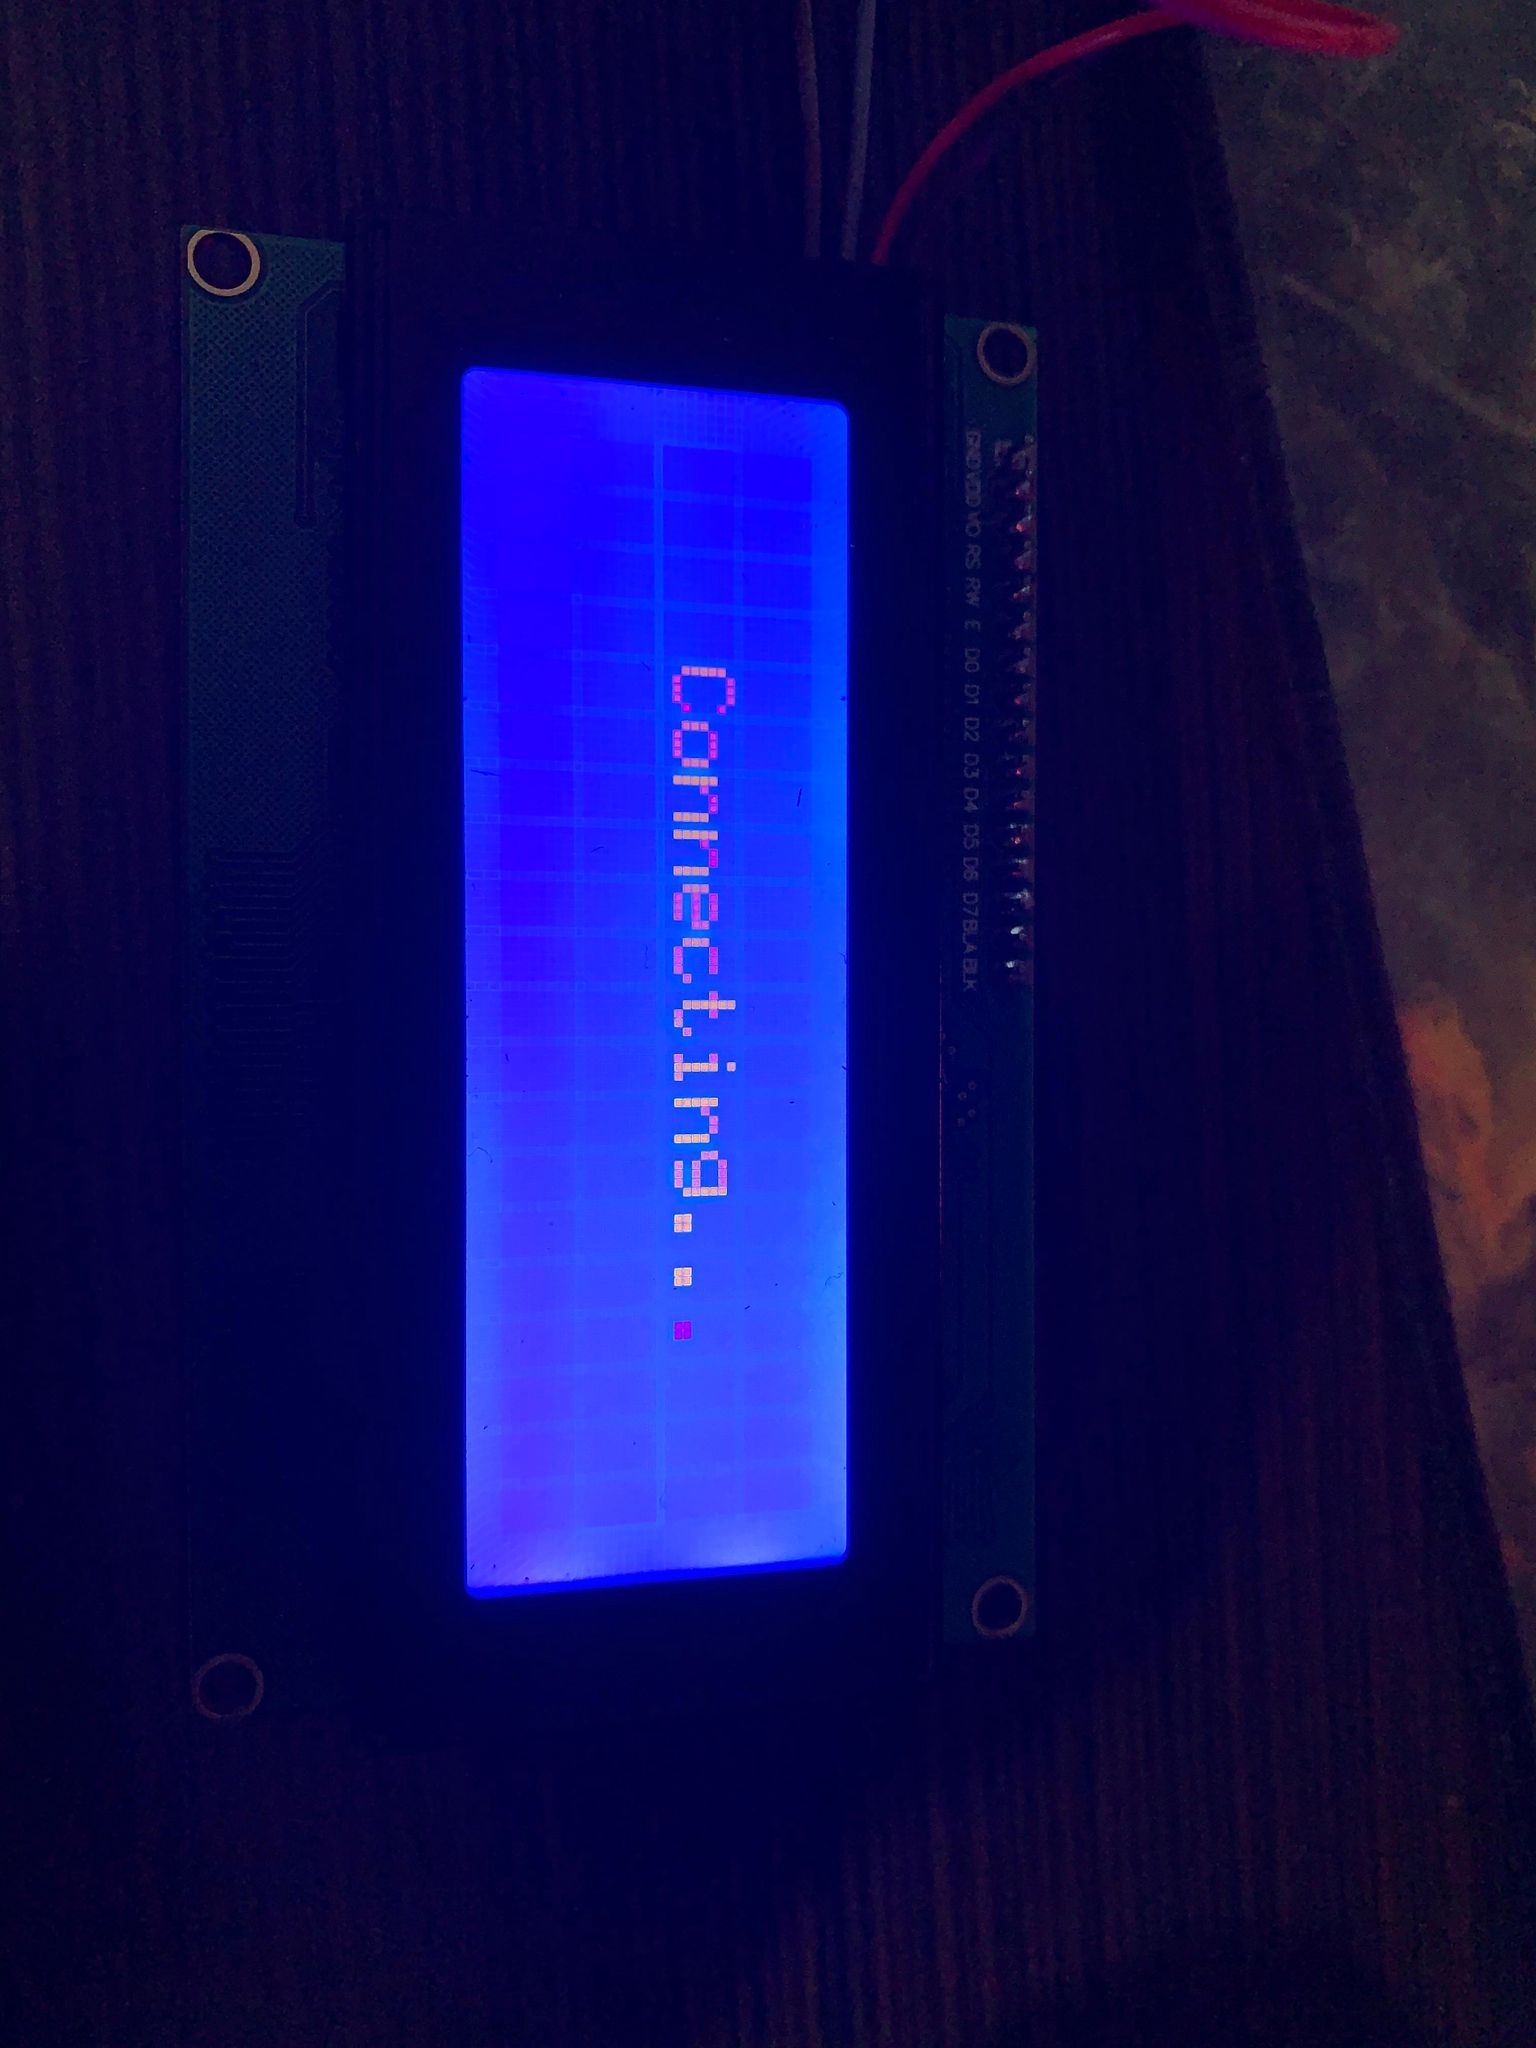 Connecting...
GND VDD VO RS RW E D0 D1 D2 D3 D4 D5 D6 D7 BLA BLK